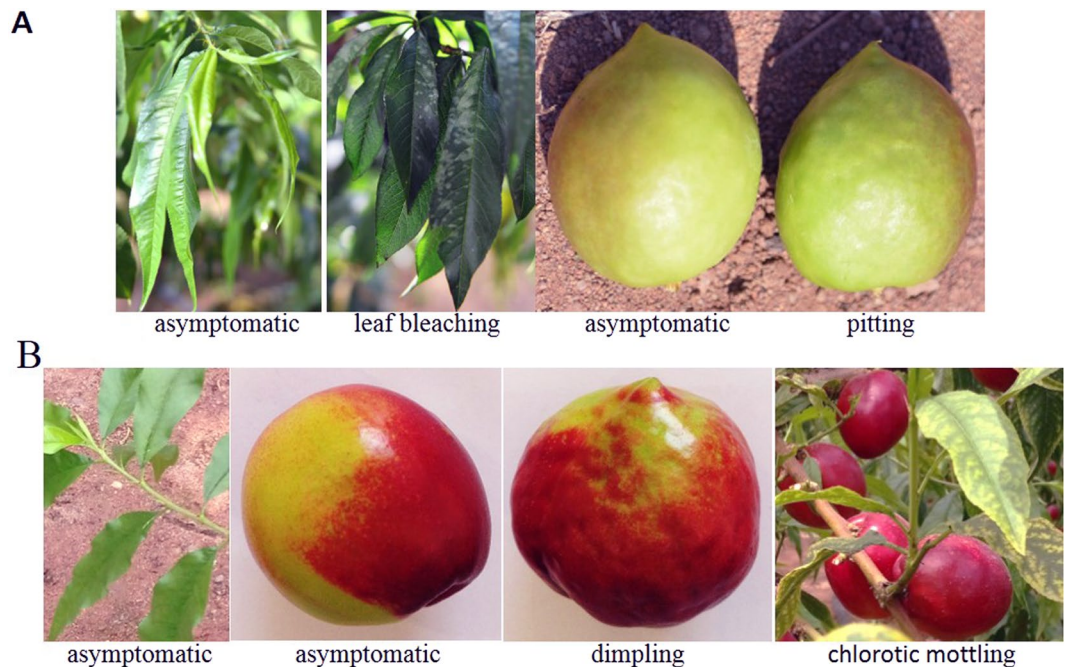 A
asymptomatic leaf bleaching asymptomatic pitting
B
asymptomatic asymptomatic dimpling chlorotic mottling